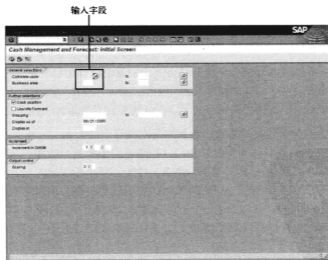 输入字段
SAP
Cash Management and Forecast: Initial Screen
General selections
Company code to
Business area to
Further selections
Cash position
Liquidity Forecast
Grouping to
Display as of
Display in
Increment
Increment in
Output control
Scaling